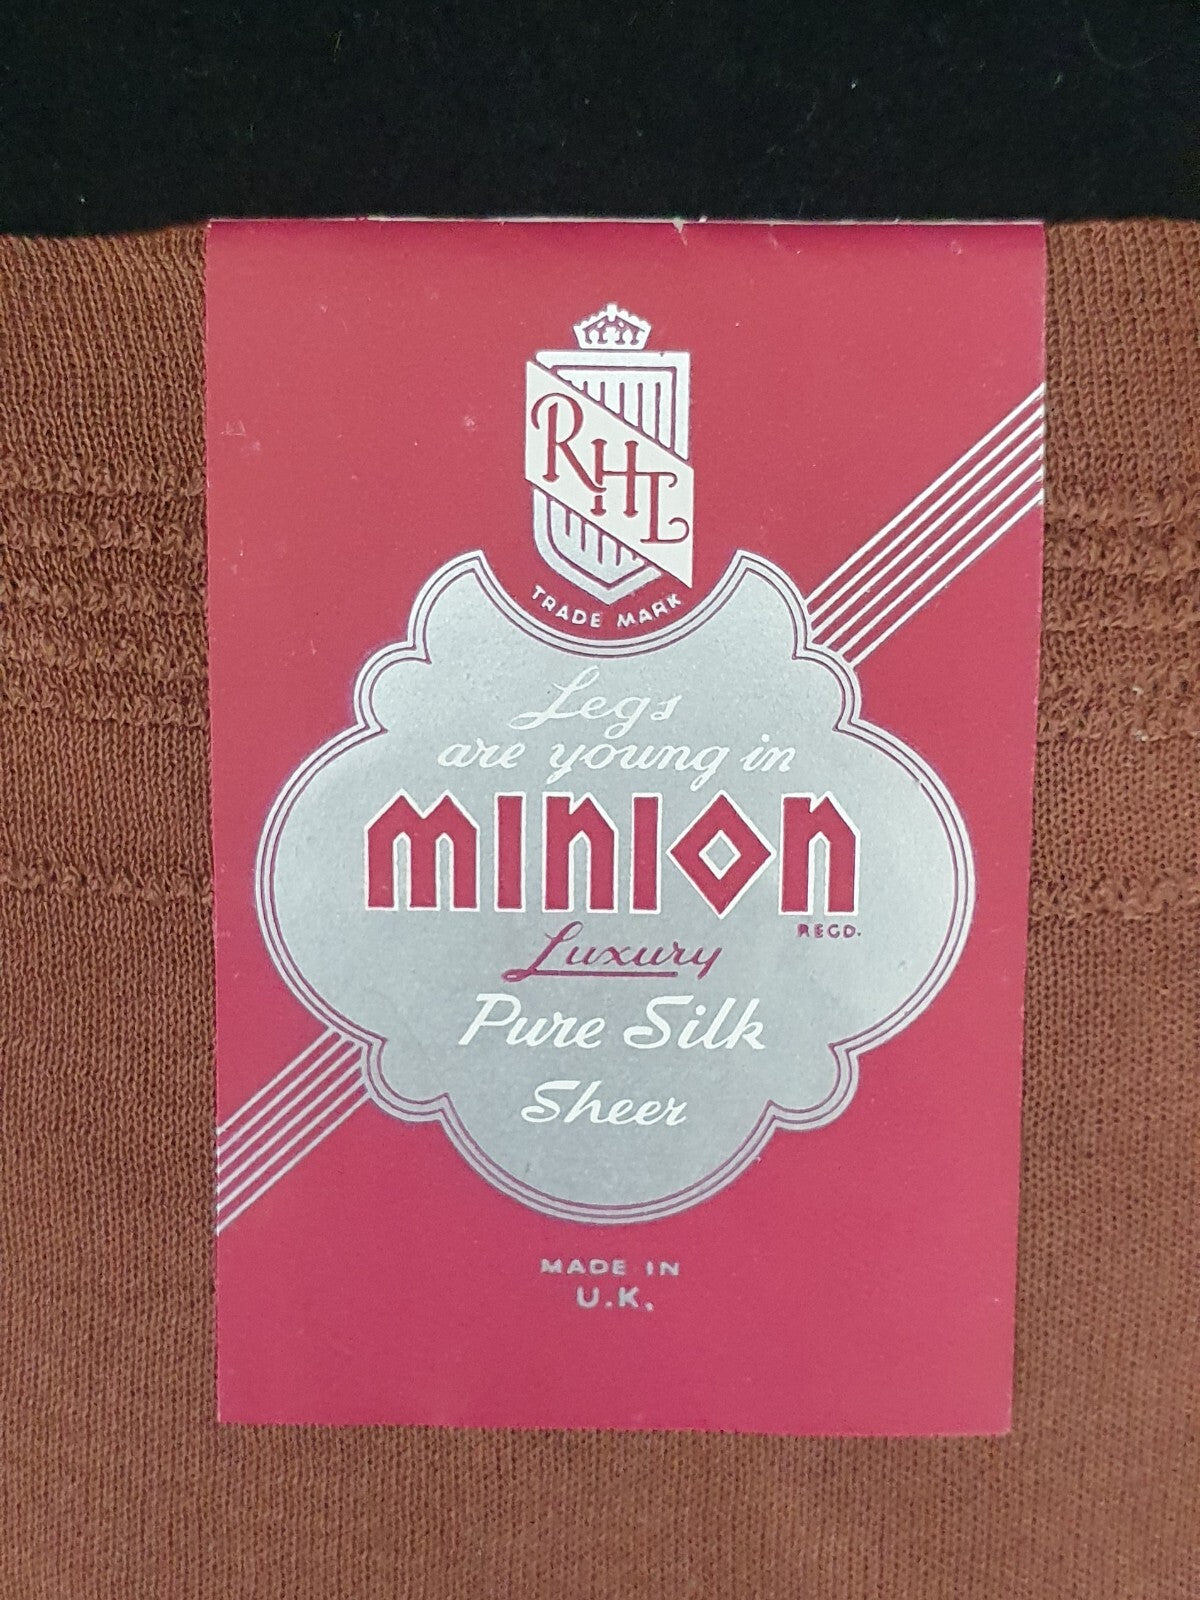 RHL
TRADE MARK
Legs
are young in
MINION
REGD.
Luxury
Pure Silk
Sheer
MADE IN
U.K.